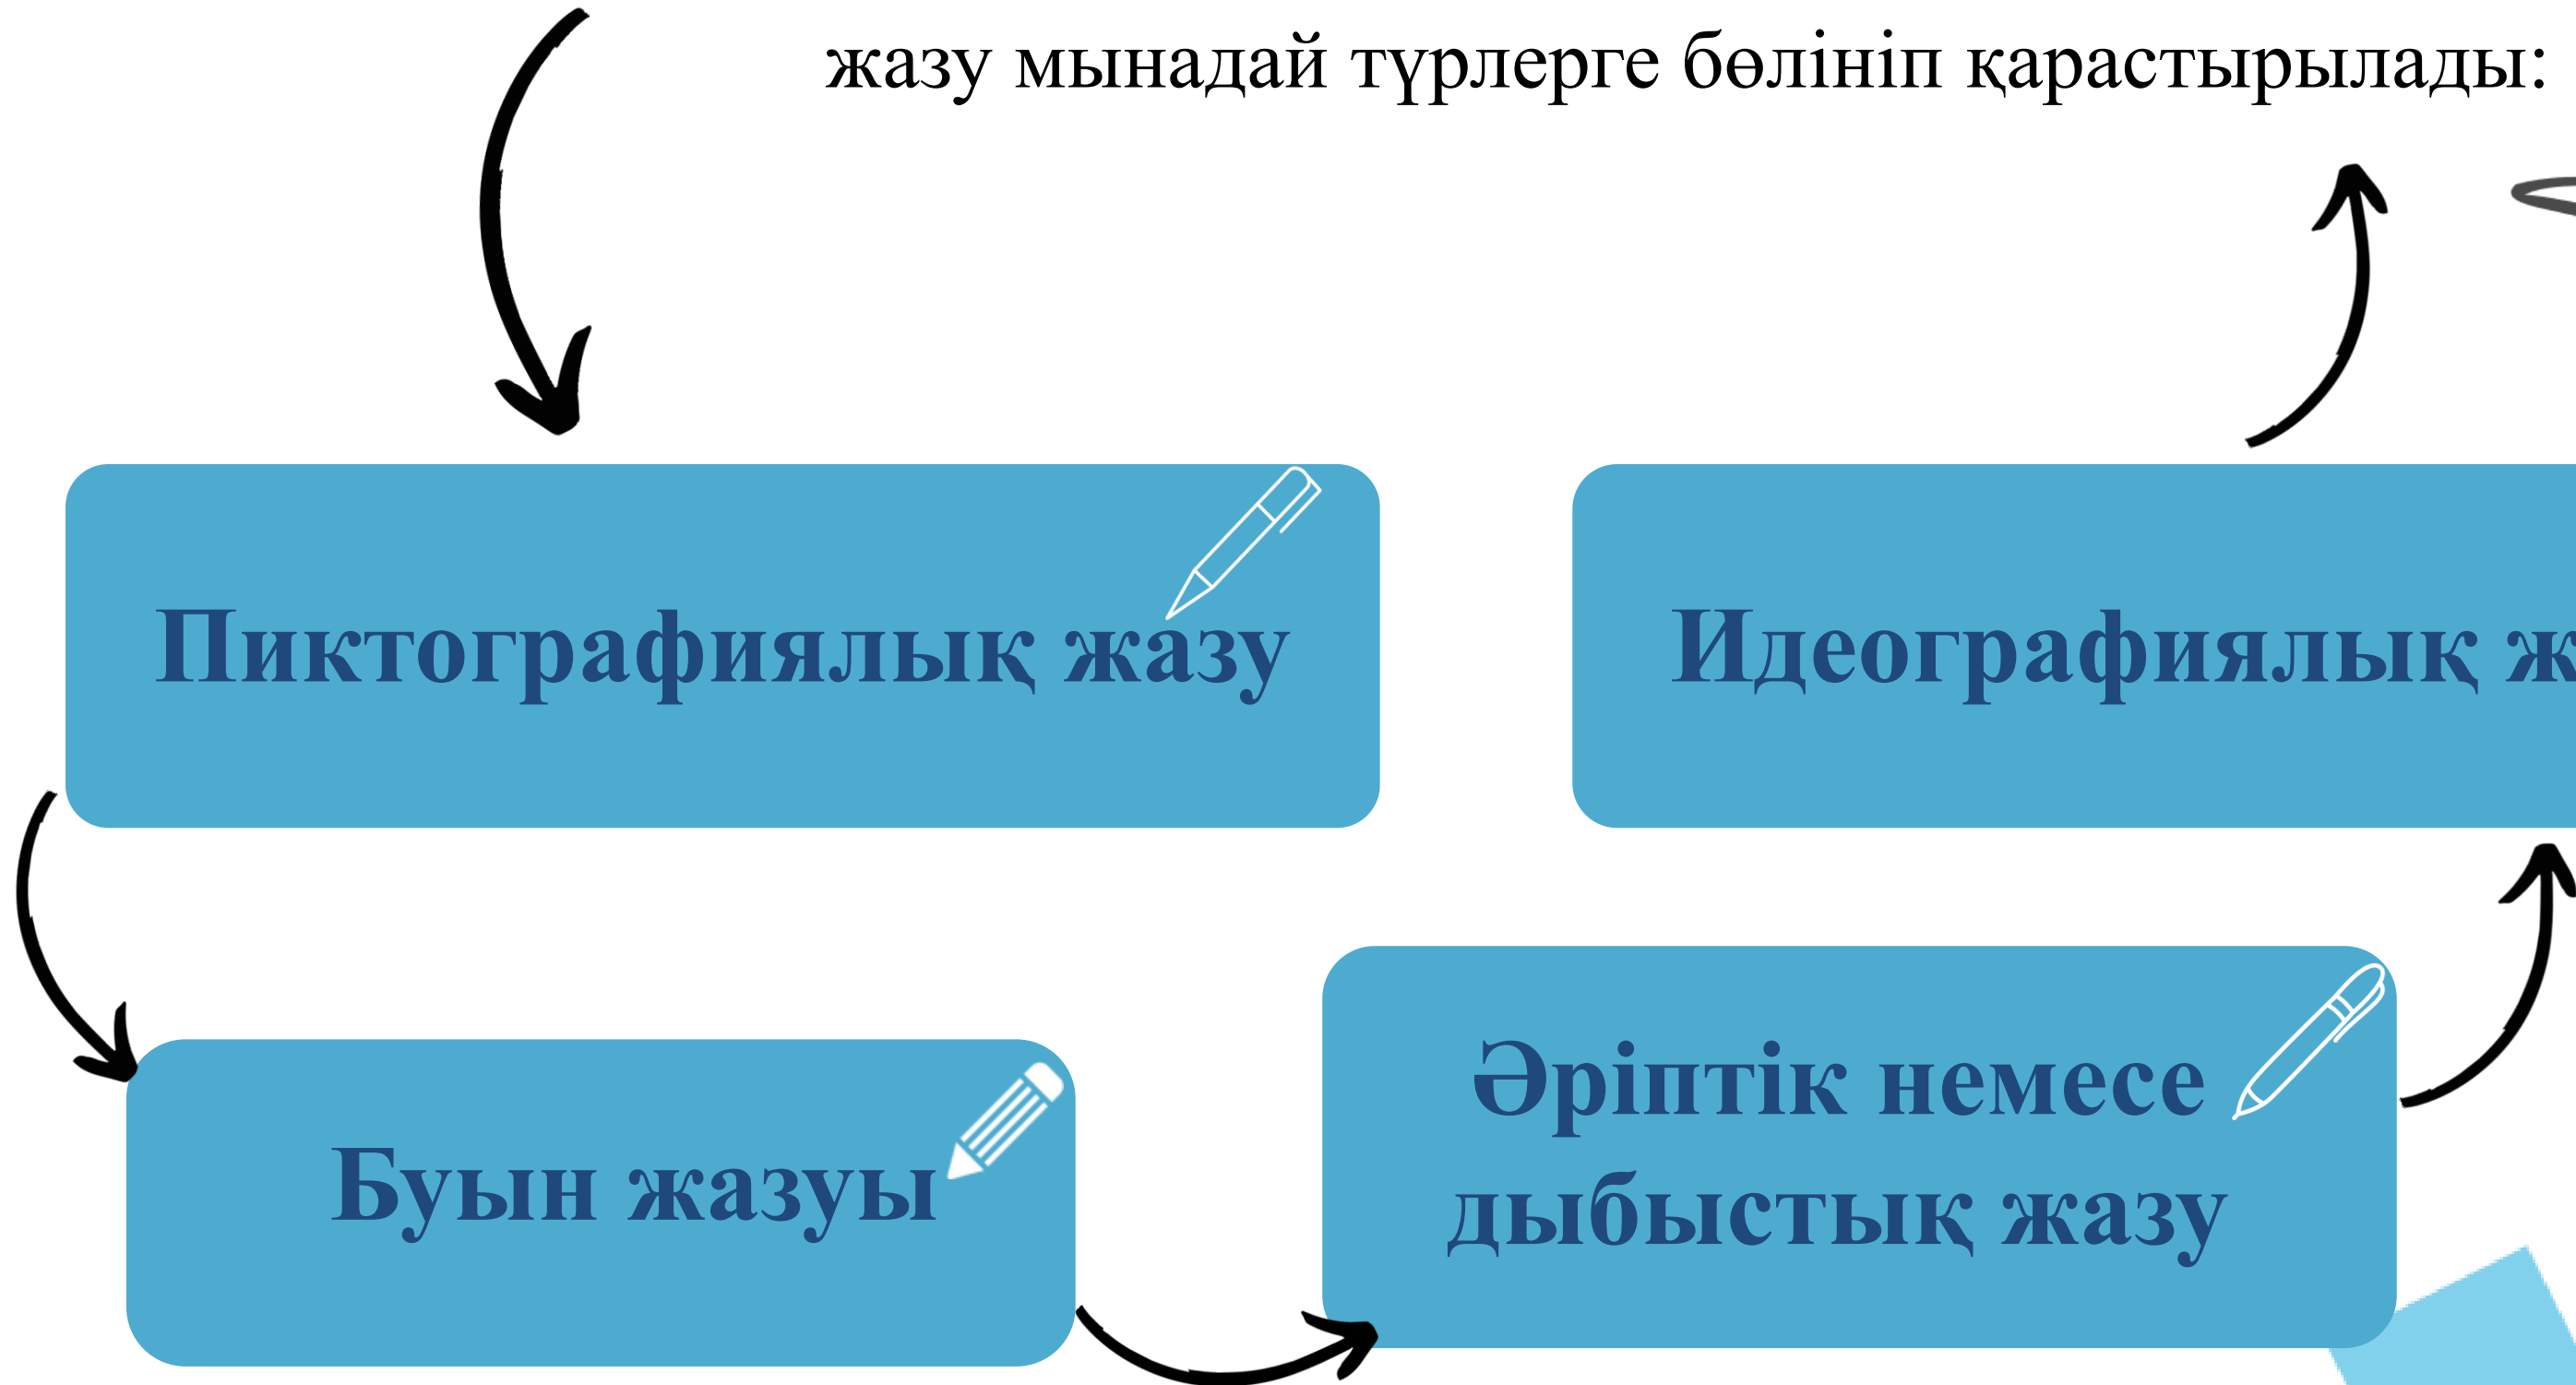 жазу мынадай түрлерге бөлініп қарастырылады:
Пиктографиялық жазу
Идеографиялық
Буын жазуы
Әріптік немесе
дыбыстық жазу